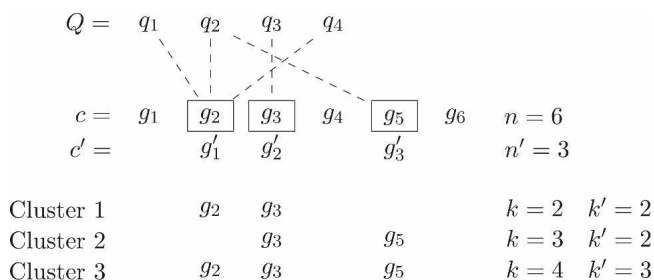 Q = q₁ q₂ q₃ q₄
c = g₁ g₂ g₃ g₄ g₅ g₆ n = 6
c′ = g′₁ g′₂ g′₃ n′ = 3
Cluster 1 g₂ g₃ k = 2 k′ = 2
Cluster 2 g₃ g₅ k = 3 k′ = 2
Cluster 3 g₂ g₃ g₅ k = 4 k′ = 3